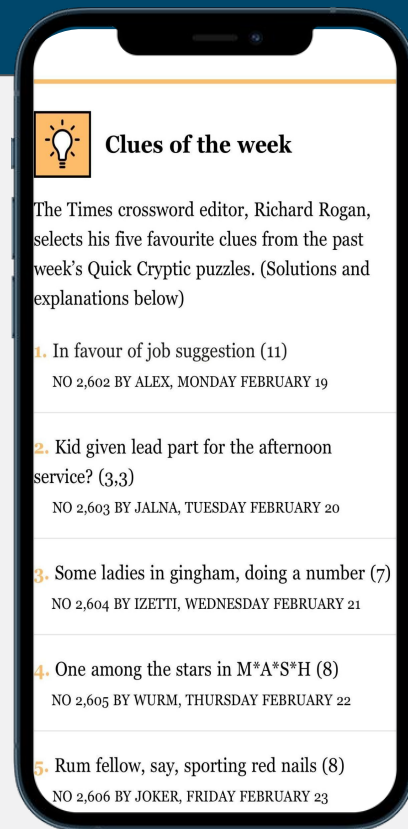 Clues of the week
The Times crossword editor, Richard Rogan,
selects his five favourite clues from the past
week's Quick Cryptic puzzles. (Solutions and
explanations below)
1. In favour of job suggestion (11)
NO 2,602 BY ALEX, MONDAY FEBRUARY 19
2. Kid given lead part for the afternoon
service? (3,3)
NO 2,603 BY JALNA, TUESDAY FEBRUARY 20
3. Some ladies in gingham, doing a number (7)
NO 2,604 BY IZETTI, WEDNESDAY FEBRUARY 21
4. One among the stars in M*A*S*H (8)
NO 2,605 BY WURM, THURSDAY FEBRUARY 22
5. Rum fellow, say, sporting red nails (8)
NO 2,606 BY JOKER, FRIDAY FEBRUARY 23